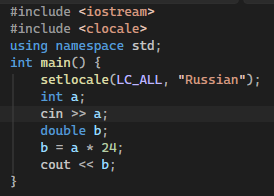 #include <iostream>
#include <clocale>
using namespace std;
int main() {
    setlocale(LC_ALL, "Russian");
    int a;
    cin >> a;
    double b;
    b = a * 24;
    cout << b;
}